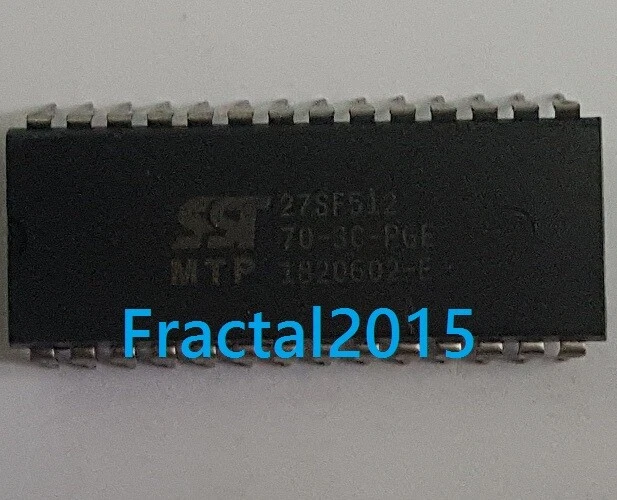 SST 27SF512
70-3C-PGE
MTP 1820602-F
Fractal2015